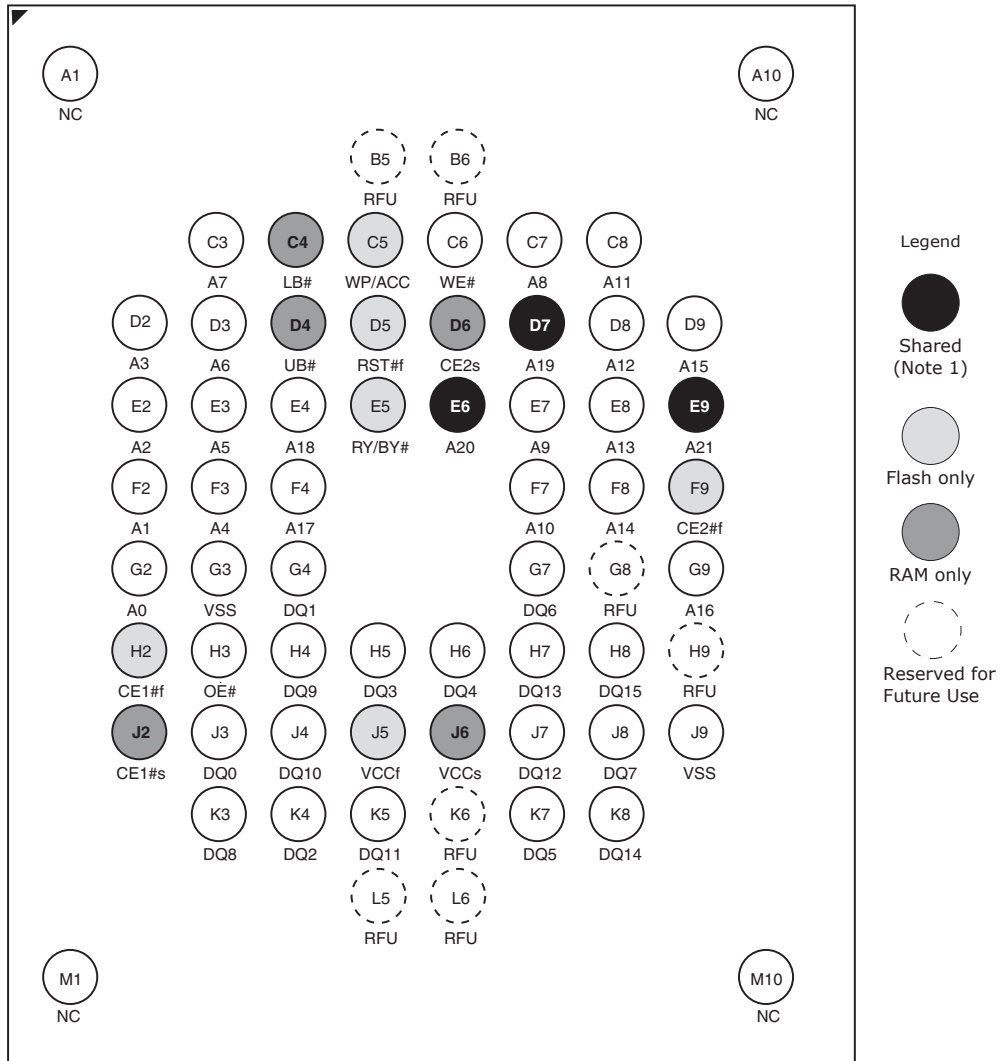 A1 A10
NC NC
B5 B6
RFU RFU
C3 C4 C5 C6 C7 C8
A7 LB# WP/ACC WE# A8 A11
D2 D3 D4 D5 D6 D7 D8 D9
A3 A6 UB# RST#f CE2s A19 A12 A15
E2 E3 E4 E5 E6 E7 E8 E9
A2 A5 A18 RY/BY# A20 A9 A13 A21
F2 F3 F4 F7 F8 F9
A1 A4 A17 A10 A14 CE2#f
G2 G3 G4 G7 G8 G9
A0 VSS DQ1 DQ6 RFU A16
H2 H3 H4 H5 H6 H7 H8 H9
CE1#f OE# DQ9 DQ3 DQ4 DQ13 DQ15 RFU
J2 J3 J4 J5 J6 J7 J8 J9
CE1#s DQ0 DQ10 VCCf VCCs DQ12 DQ7 VSS
K3 K4 K5 K6 K7 K8
DQ8 DQ2 DQ11 RFU DQ5 DQ14
L5 L6
RFU RFU
M1 M10
NC NC
Legend
Shared
(Note 1)
Flash only
RAM only
Reserved for
Future Use